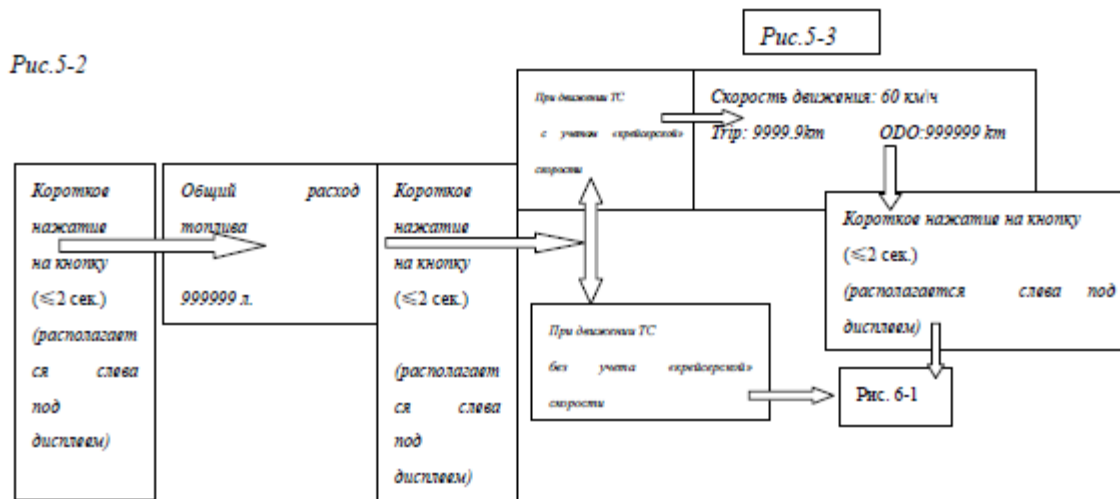 Рис.5-2
Рис.5-3
Короткое
нажатие
на кнопку
(≤2 сек.)
(располагает
ся слева
под
дисплеем)
Общий расход
топлива
999999 л.
Короткое
нажатие
на кнопку
(≤2 сек.)
(располагает
ся слева
под
дисплеем)
При движении ТС
с учетом «крейсерской»
скорости
Скорость движения: 60 км\ч
Trip: 9999.9km ODO:999999 km
Короткое нажатие на кнопку
(≤2 сек.)
(располагается слева под
дисплеем)
При движении ТС
без учета «крейсерской»
скорости
Рис. 6-1